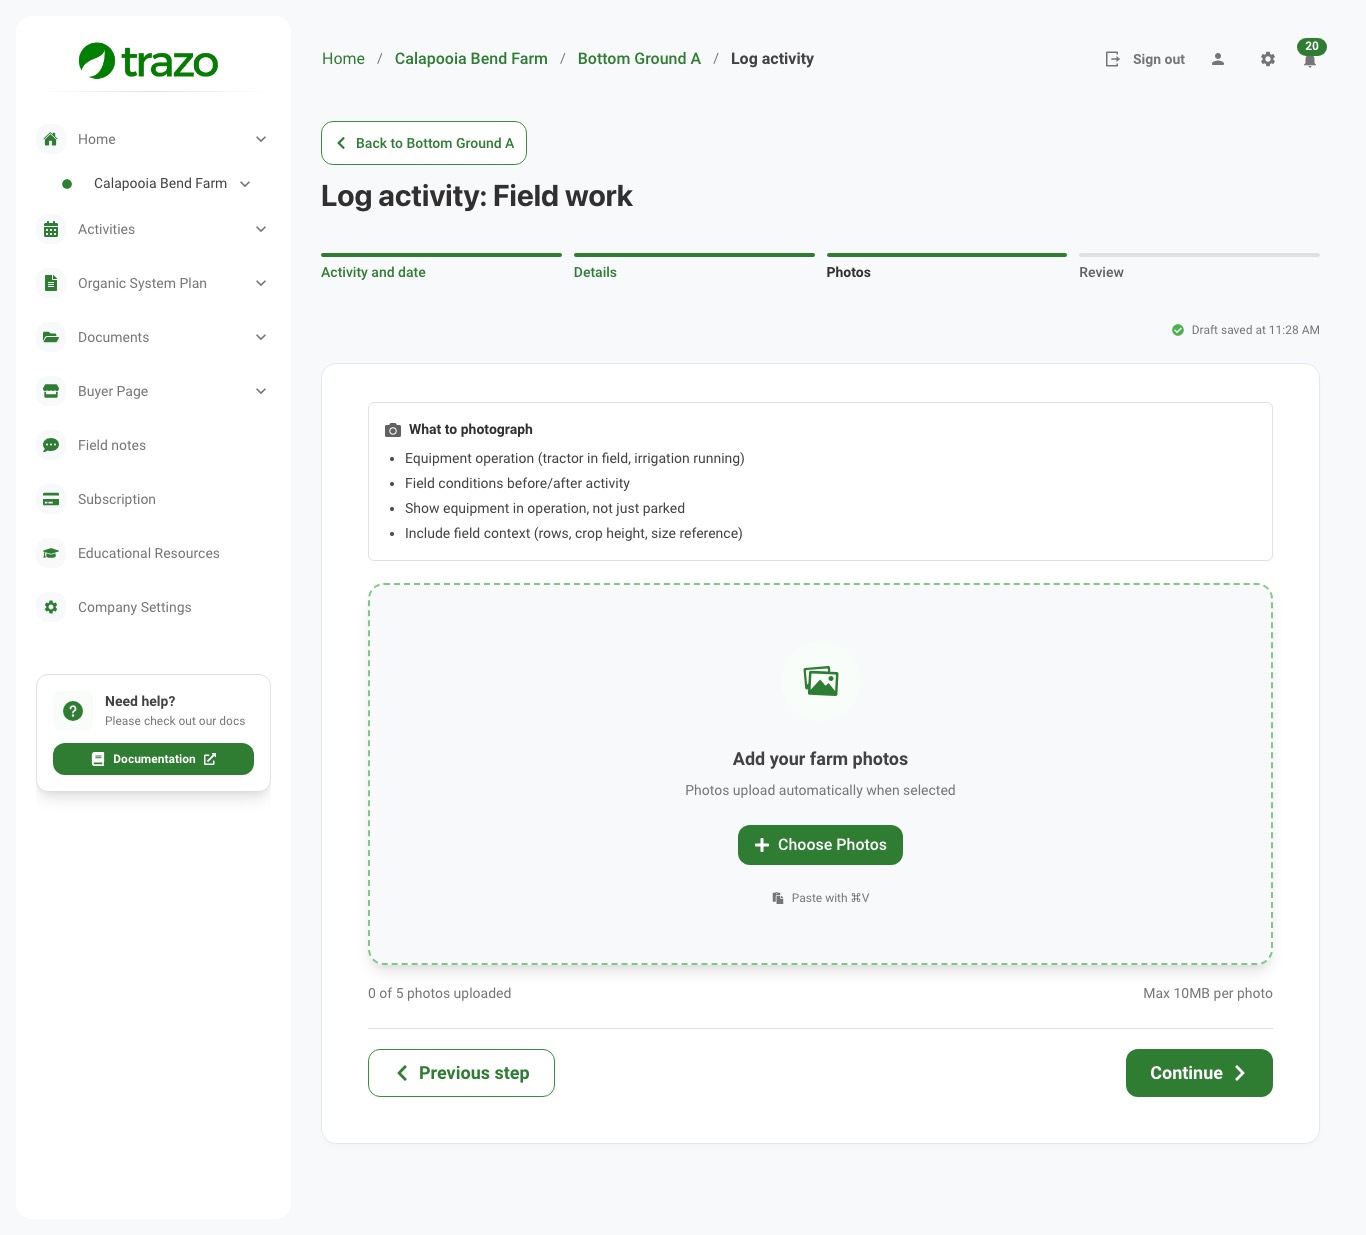 trazo
Home / Calapooia Bend Farm / Bottom Ground A / Log activity
Sign out
20
Home
Calapooia Bend Farm
Activities
Organic System Plan
Documents
Buyer Page
Field notes
Subscription
Educational Resources
Company Settings
Need help?
Please check out our docs
Documentation
Back to Bottom Ground A
Log activity: Field work
Activity and date
Details
Photos
Review
Draft saved at 11:28 AM
What to photograph
• Equipment operation (tractor in field, irrigation running)
• Field conditions before/after activity
• Show equipment in operation, not just parked
• Include field context (rows, crop height, size reference)
Add your farm photos
Photos upload automatically when selected
Choose Photos
Paste with ⌘V
0 of 5 photos uploaded
Max 10MB per photo
Previous step
Continue